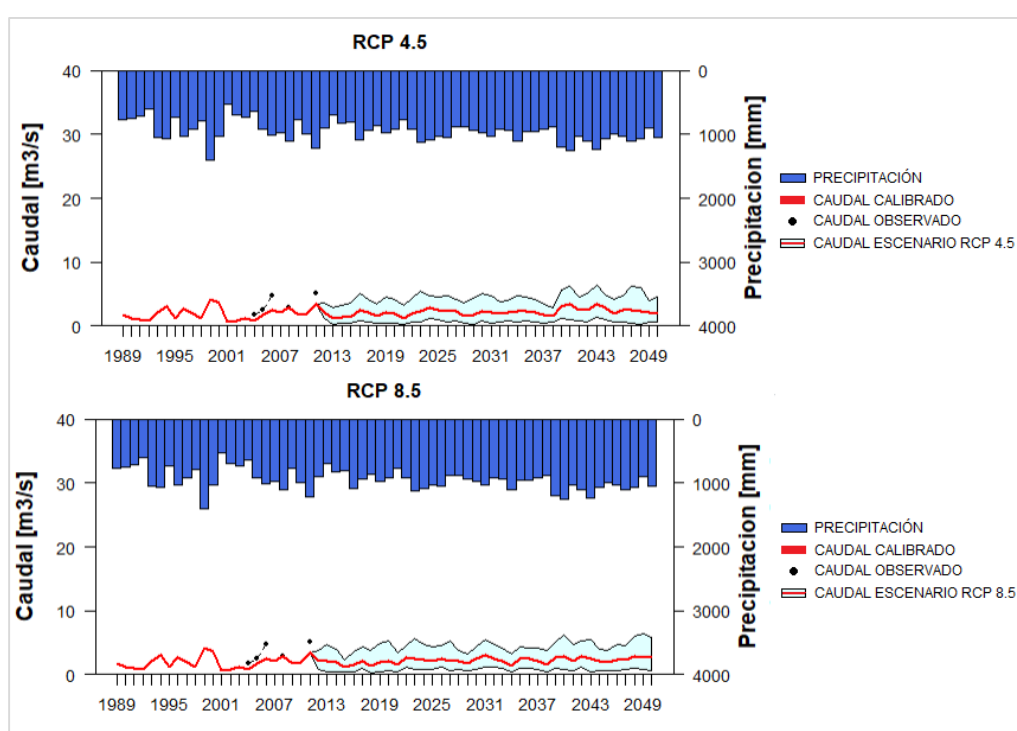 RCP 4.5
Caudal [m3/s]
40
30
20
10
0
1989 1995 2001 2007 2013 2019 2025 2031 2037 2043 2049
0
1000
2000
3000
4000
Precipitacion [mm]
PRECIPITACIÓN
CAUDAL CALIBRADO
CAUDAL OBSERVADO
CAUDAL ESCENARIO RCP 4.5
RCP 8.5
Caudal [m3/s]
40
30
20
10
0
1989 1995 2001 2007 2013 2019 2025 2031 2037 2043 2049
0
1000
2000
3000
4000
Precipitacion [mm]
PRECIPITACIÓN
CAUDAL CALIBRADO
CAUDAL OBSERVADO
CAUDAL ESCENARIO RCP 8.5